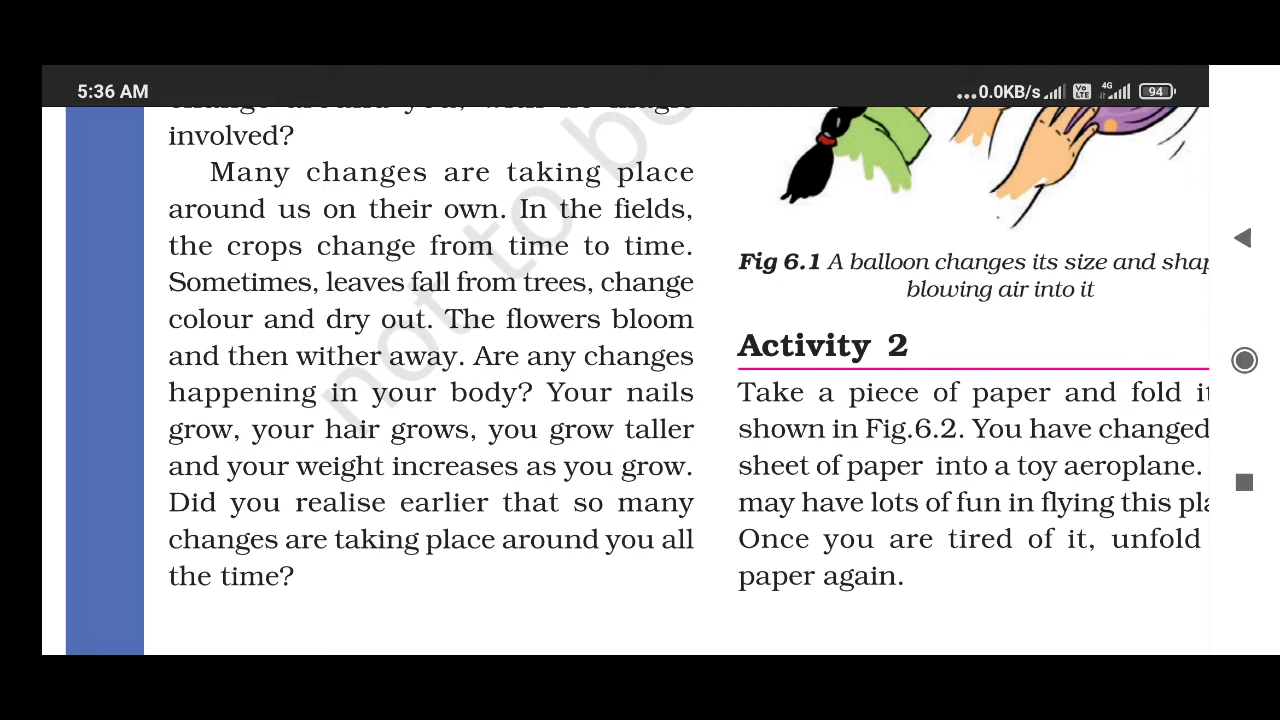 5:36 AM
...0.0KB/s
Vo LTE
4G
94
involved?
Many changes are taking place
around us on their own. In the fields,
the crops change from time to time.
Sometimes, leaves fall from trees, change
colour and dry out. The flowers bloom
and then wither away. Are any changes
happening in your body? Your nails
grow, your hair grows, you grow taller
and your weight increases as you grow.
Did you realise earlier that so many
changes are taking place around you all
the time?
not to be
Fig 6.1 A balloon changes its size and shap
blowing air into it
Activity 2
Take a piece of paper and fold it
shown in Fig.6.2. You have changed
sheet of paper into a toy aeroplane.
may have lots of fun in flying this pla
Once you are tired of it, unfold
paper again.